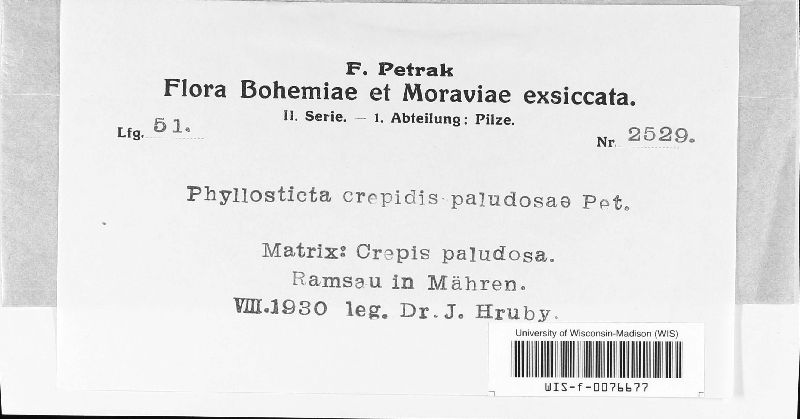 F. Petrak
Flora Bohemiae et Moraviae exsiccata.
II. Serie. — 1. Abteilung: Pilze.
Lfg. 51.
Nr 2529.
Phyllosticta crepidis paludosae Pet.
Matrix: Crepis paludosa.
Ramsau in Mähren.
VIII.1930 leg. Dr. J. Hruby.
University of Wisconsin-Madison (WIS)
WIS-f-0076677